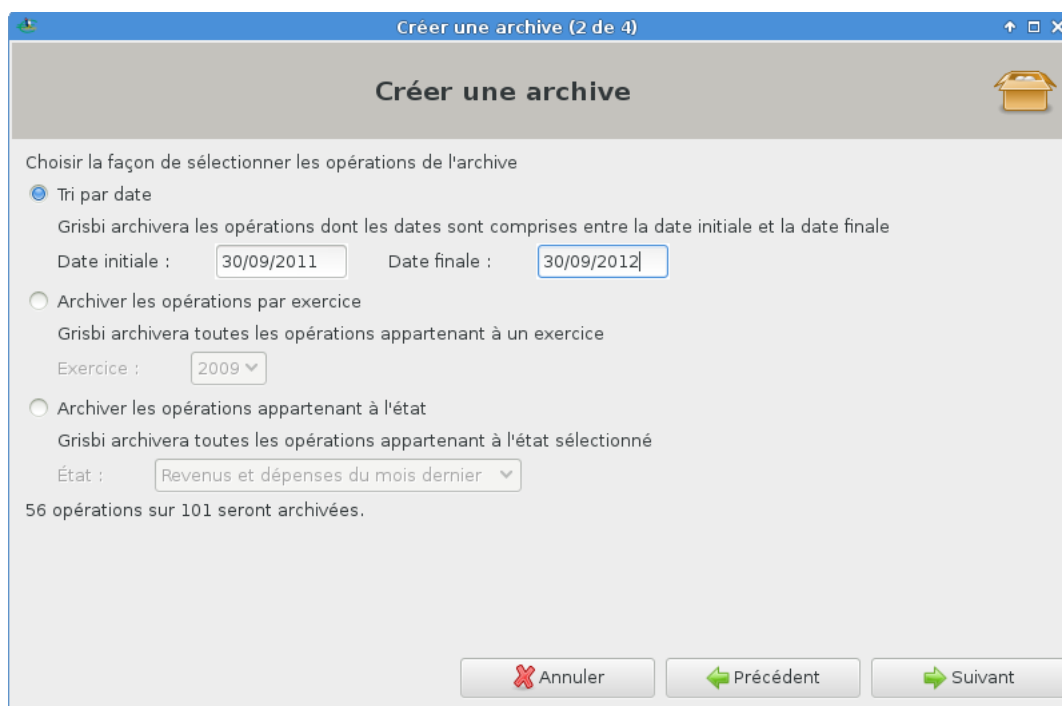 Créer une archive (2 de 4)
Créer une archive
Choisir la façon de sélectionner les opérations de l'archive
Tri par date
Grisbi archivera les opérations dont les dates sont comprises entre la date initiale et la date finale
Date initiale : 30/09/2011 Date finale : 30/09/2012
Archiver les opérations par exercice
Grisbi archivera toutes les opérations appartenant à un exercice
Exercice : 2009
Archiver les opérations appartenant à l'état
Grisbi archivera toutes les opérations appartenant à l'état sélectionné
État : Revenus et dépenses du mois dernier
56 opérations sur 101 seront archivées.
Annuler Précédent Suivant